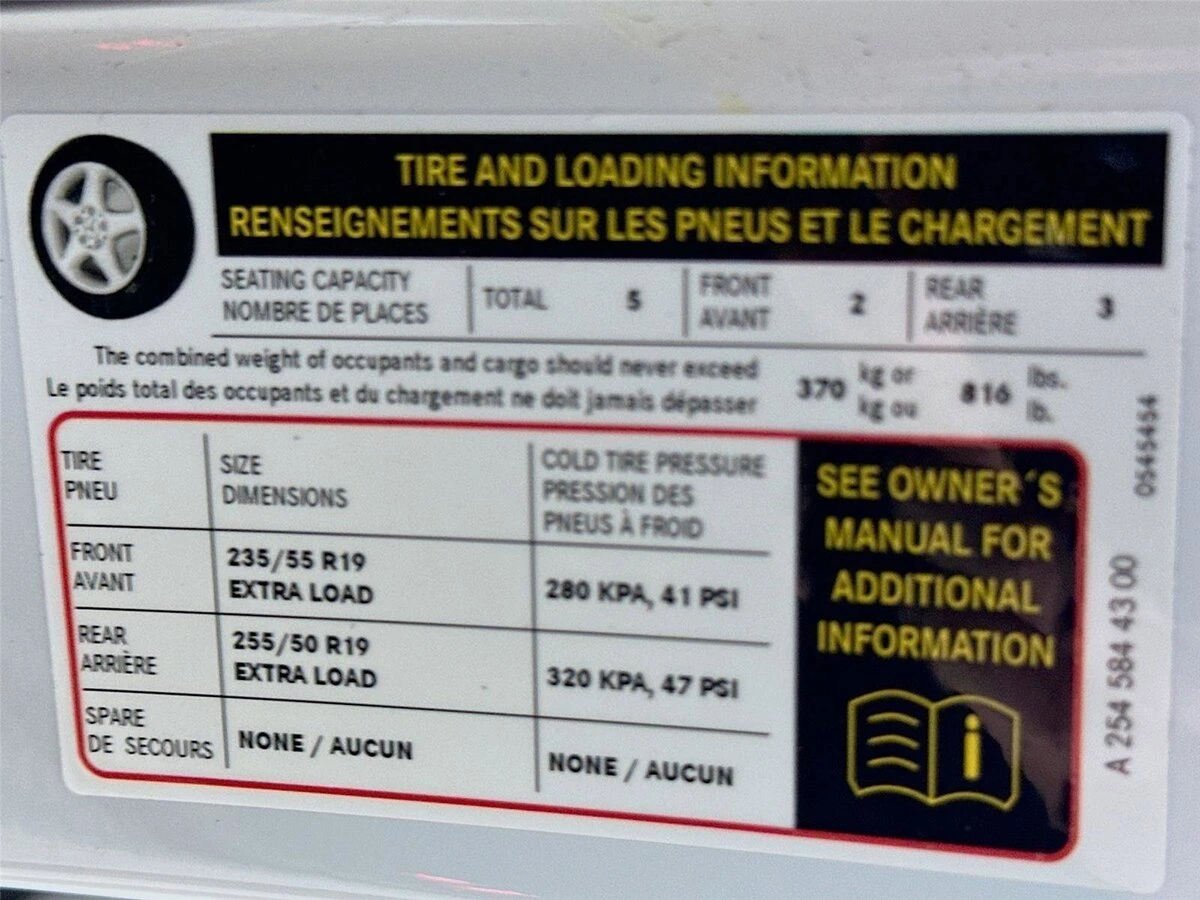 TIRE AND LOADING INFORMATION
RENSEIGNEMENTS SUR LES PNEUS ET LE CHARGEMENT
SEATING CAPACITY
NOMBRE DE PLACES
TOTAL 5
FRONT
AVANT
2
REAR
ARRIÈRE
3
The combined weight of occupants and cargo should never exceed
Le poids total des occupants et du chargement ne doit jamais dépasser
370
kg or
kg ou
816
lbs.
lb.
TIRE
PNEU
SIZE
DIMENSIONS
COLD TIRE PRESSURE
PRESSION DES
PNEUS À FROID
FRONT
AVANT
235/55 R19
EXTRA LOAD
280 KPA, 41 PSI
REAR
ARRIÈRE
255/50 R19
EXTRA LOAD
320 KPA, 47 PSI
SPARE
DE SECOURS
NONE / AUCUN
NONE / AUCUN
SEE OWNER´S
MANUAL FOR
ADDITIONAL
INFORMATION
i
0545454
A 254 584 43 00